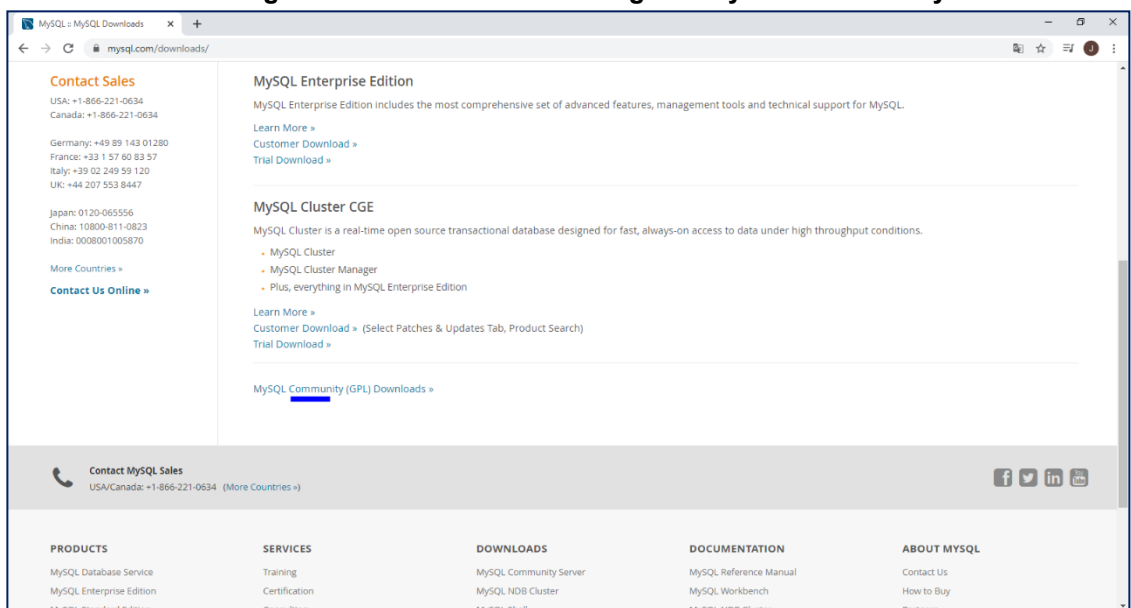 MySQL :: MySQL Downloads
mysql.com/downloads/
J
Contact Sales
USA: +1-866-221-0634
Canada: +1-866-221-0634
Germany: +49 89 143 01280
France: +33 1 57 60 83 57
Italy: +39 02 249 59 120
UK: +44 207 553 8447
Japan: 0120-065556
China: 10800-811-0823
India: 0008001005870
More Countries »
Contact Us Online »
MySQL Enterprise Edition
MySQL Enterprise Edition includes the most comprehensive set of advanced features, management tools and technical support for MySQL.
Learn More »
Customer Download »
Trial Download »
MySQL Cluster CGE
MySQL Cluster is a real-time open source transactional database designed for fast, always-on access to data under high throughput conditions.
• MySQL Cluster
• MySQL Cluster Manager
• Plus, everything in MySQL Enterprise Edition
Learn More »
Customer Download » (Select Patches & Updates Tab, Product Search)
Trial Download »
MySQL Community (GPL) Downloads »
Contact MySQL Sales
USA/Canada: +1-866-221-0634 (More Countries »)
PRODUCTS
MySQL Database Service
MySQL Enterprise Edition
SERVICES
Training
Certification
DOWNLOADS
MySQL Community Server
MySQL NDB Cluster
DOCUMENTATION
MySQL Reference Manual
MySQL Workbench
ABOUT MYSQL
Contact Us
How to Buy